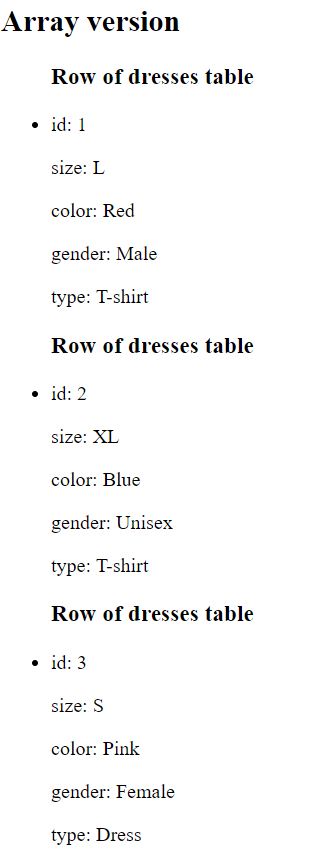 Array version
Row of dresses table
id: 1
size: L
color: Red
gender: Male
type: T-shirt
Row of dresses table
id: 2
size: XL
color: Blue
gender: Unisex
type: T-shirt
Row of dresses table
id: 3
size: S
color: Pink
gender: Female
type: Dress